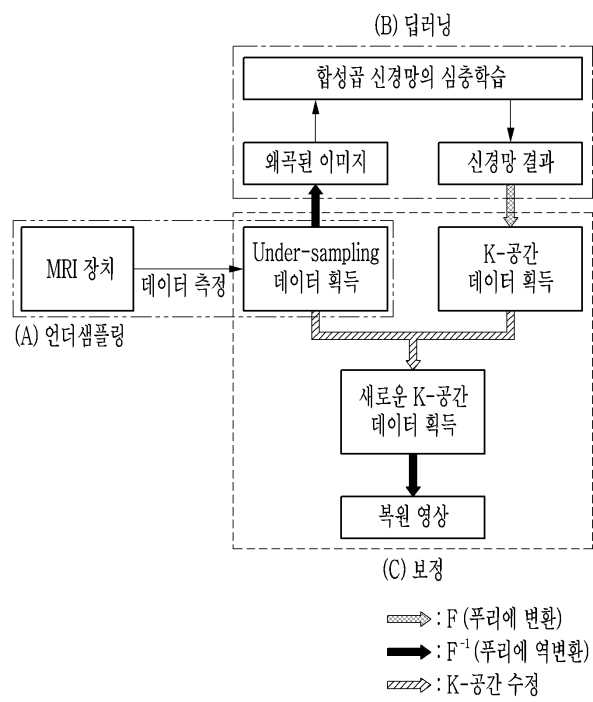 (B) 딥러닝
합성곱 신경망의 심층학습
왜곡된 이미지
신경망 결과
MRI 장치
데이터 측정
Under-sampling
데이터 획득
K-공간
데이터 획득
(A) 언더샘플링
새로운 K-공간
데이터 획득
복원 영상
(C) 보정
: F (푸리에 변환)
: F⁻¹ (푸리에 역변환)
: K-공간 수정